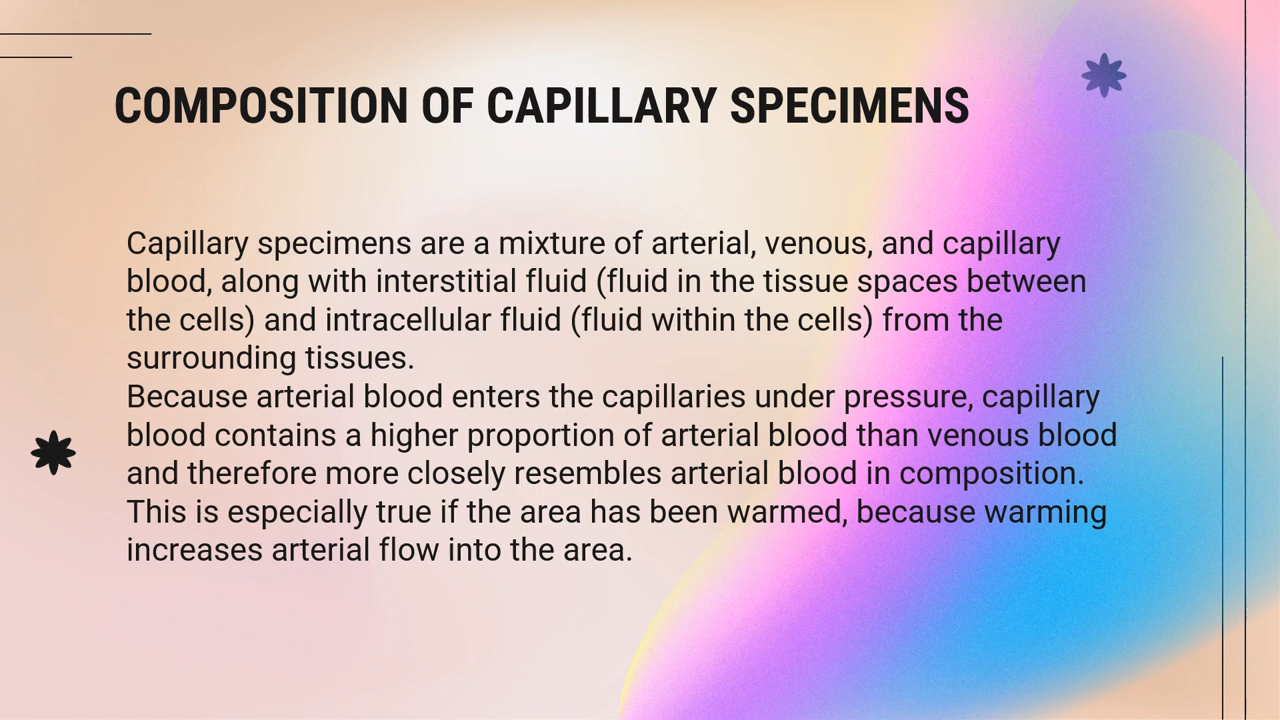 COMPOSITION OF CAPILLARY SPECIMENS
Capillary specimens are a mixture of arterial, venous, and capillary
blood, along with interstitial fluid (fluid in the tissue spaces between
the cells) and intracellular fluid (fluid within the cells) from the
surrounding tissues.
Because arterial blood enters the capillaries under pressure, capillary
blood contains a higher proportion of arterial blood than venous blood
and therefore more closely resembles arterial blood in composition.
This is especially true if the area has been warmed, because warming
increases arterial flow into the area.